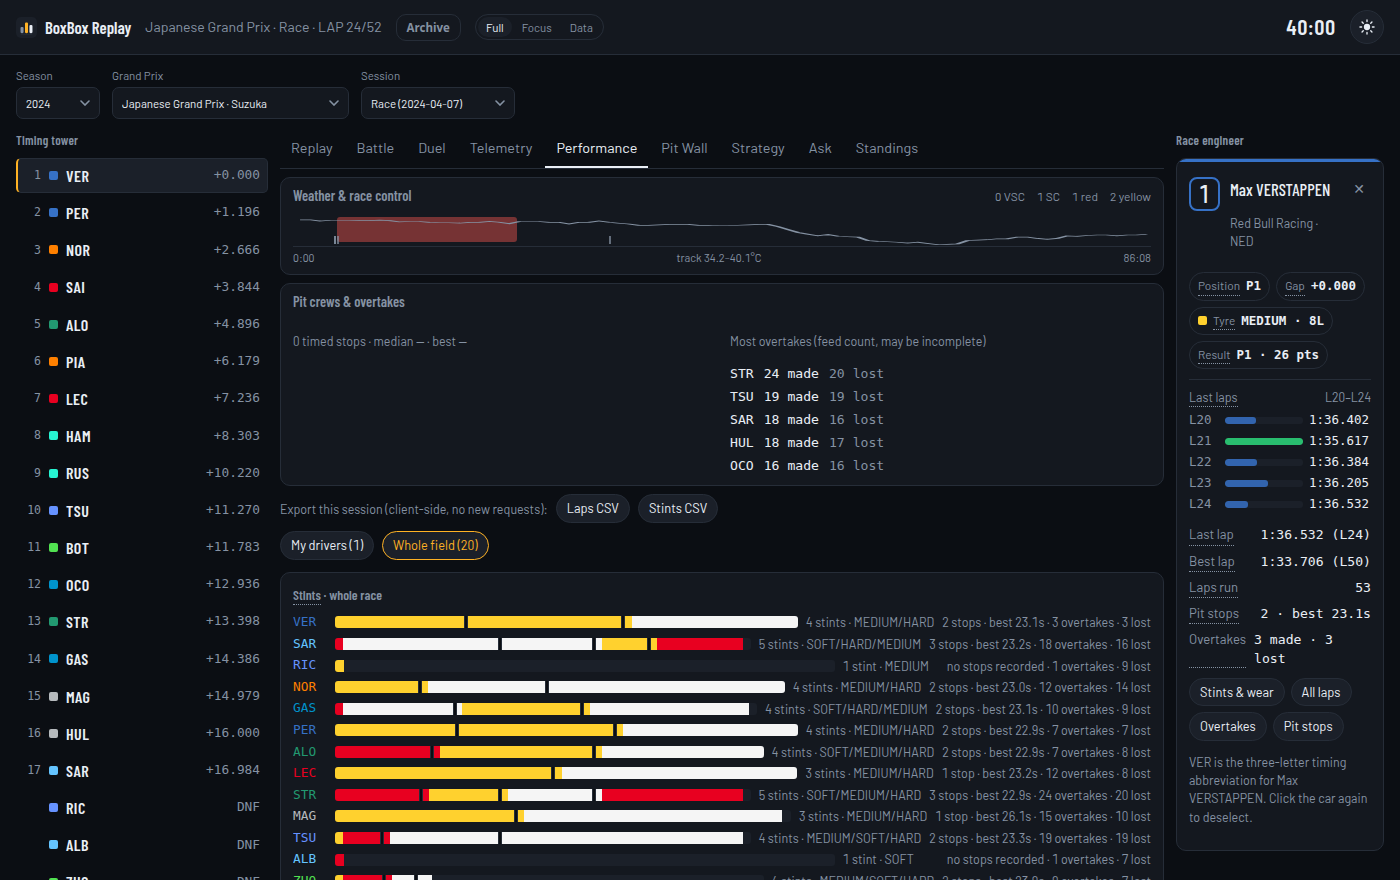 BoxBox Replay Japanese Grand Prix · Race · LAP 24/52 Archive Full Focus Data 40:00
Season Grand Prix Session
2024 Japanese Grand Prix · Suzuka Race (2024-04-07)
Timing tower
1 VER +0.000
2 PER +1.196
3 NOR +2.666
4 SAI +3.844
5 ALO +4.896
6 PIA +6.179
7 LEC +7.236
8 HAM +8.303
9 RUS +10.220
10 TSU +11.270
11 BOT +11.783
12 OCO +12.936
13 STR +13.398
14 GAS +14.386
15 MAG +14.979
16 HUL +16.000
17 SAR +16.984
RIC DNF
ALB DNF
ZHO DNF
Replay Battle Duel Telemetry Performance Pit Wall Strategy Ask Standings
Weather & race control 0 VSC 1 SC 1 red 2 yellow
0:00 track 34.2–40.1°C 86:08
Pit crews & overtakes
0 timed stops · median — · best —
Most overtakes (feed count, may be incomplete)
STR 24 made 20 lost
TSU 19 made 19 lost
SAR 18 made 16 lost
HUL 18 made 17 lost
OCO 16 made 16 lost
Export this session (client-side, no new requests): Laps CSV Stints CSV
My drivers (1) Whole field (20)
Stints · whole race
VER 4 stints · MEDIUM/HARD 2 stops · best 23.1s · 3 overtakes · 3 lost
SAR 5 stints · SOFT/HARD/MEDIUM 3 stops · best 23.2s · 18 overtakes · 16 lost
RIC 1 stint · MEDIUM no stops recorded · 1 overtakes · 9 lost
NOR 4 stints · MEDIUM/HARD 2 stops · best 23.0s · 12 overtakes · 14 lost
GAS 4 stints · SOFT/HARD/MEDIUM 2 stops · best 23.1s · 10 overtakes · 9 lost
PER 4 stints · MEDIUM/HARD 2 stops · best 22.9s · 7 overtakes · 7 lost
ALO 4 stints · SOFT/MEDIUM/HARD 2 stops · best 22.9s · 7 overtakes · 8 lost
LEC 3 stints · MEDIUM/HARD 1 stop · best 23.2s · 12 overtakes · 8 lost
STR 5 stints · SOFT/MEDIUM/HARD 3 stops · best 22.9s · 24 overtakes · 20 lost
MAG 3 stints · MEDIUM/HARD 1 stop · best 26.1s · 15 overtakes · 10 lost
TSU 4 stints · MEDIUM/SOFT/HARD 2 stops · best 23.3s · 19 overtakes · 19 lost
ALB 1 stint · SOFT no stops recorded · 1 overtakes · 7 lost
Race engineer
1 Max VERSTAPPEN ×
Red Bull Racing ·
NED
Position P1 Gap +0.000
Tyre MEDIUM · 8L
Result P1 · 26 pts
Last laps L20–L24
L20 1:36.402
L21 1:35.617
L22 1:36.384
L23 1:36.205
L24 1:36.532
Last lap 1:36.532 (L24)
Best lap 1:33.706 (L50)
Laps run 53
Pit stops 2 · best 23.1s
Overtakes 3 made · 3
lost
Stints & wear All laps
Overtakes Pit stops
VER is the three-letter timing
abbreviation for Max
VERSTAPPEN. Click the car again
to deselect.